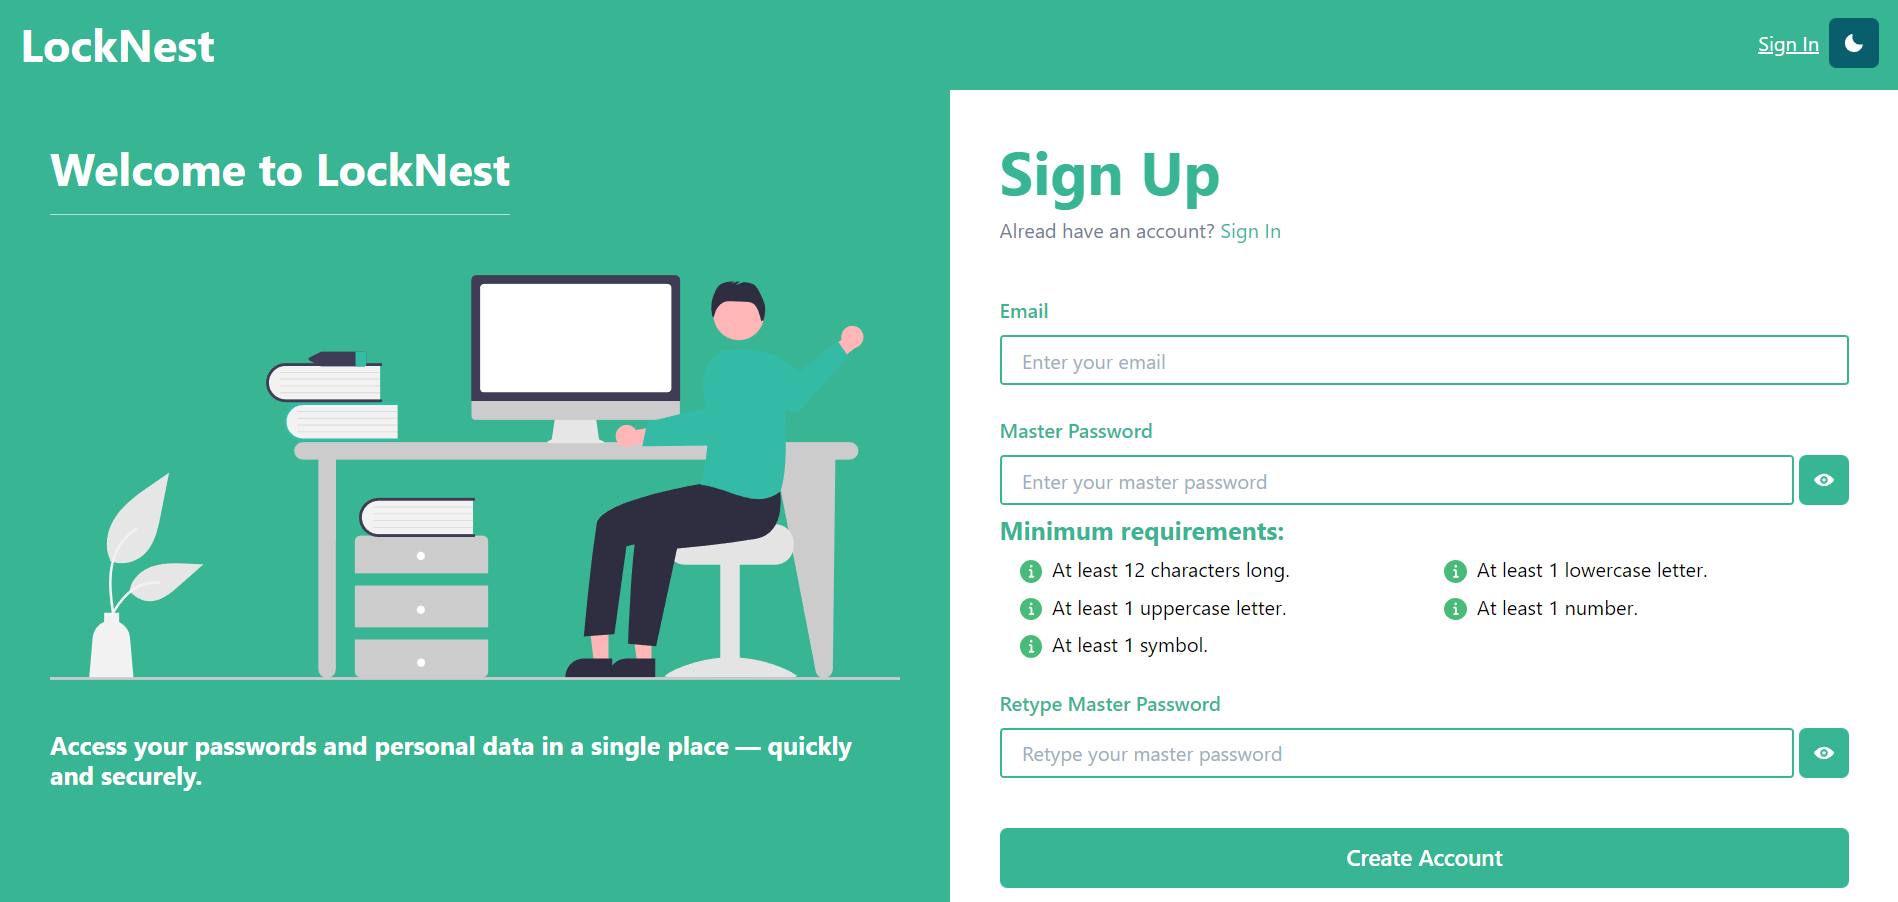 LockNest
Sign In
Welcome to LockNest
Access your passwords and personal data in a single place — quickly
and securely.
Sign Up
Alread have an account? Sign In
Email
Enter your email
Master Password
Enter your master password
Minimum requirements:
At least 12 characters long.
At least 1 lowercase letter.
At least 1 uppercase letter.
At least 1 number.
At least 1 symbol.
Retype Master Password
Retype your master password
Create Account